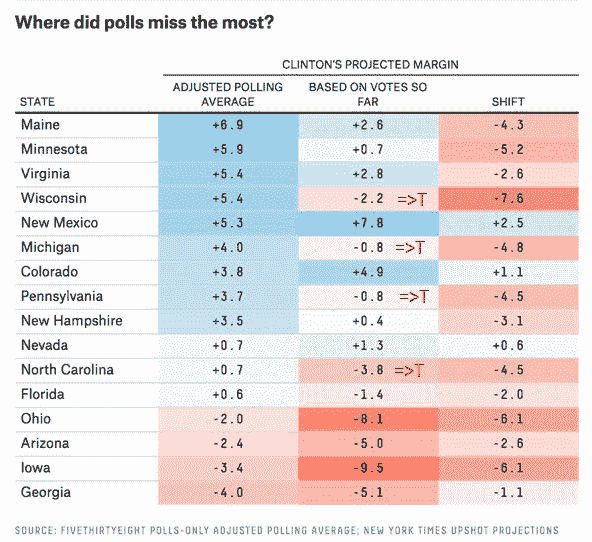 Where did polls miss the most?
CLINTON'S PROJECTED MARGIN
STATE ADJUSTED POLLING AVERAGE BASED ON VOTES SO FAR SHIFT
Maine +6.9 +2.6 -4.3
Minnesota +5.9 +0.7 -5.2
Virginia +5.4 +2.8 -2.6
Wisconsin +5.4 -2.2 =>T -7.6
New Mexico +5.3 +7.8 +2.5
Michigan +4.0 -0.8 =>T -4.8
Colorado +3.8 +4.9 +1.1
Pennsylvania +3.7 -0.8 =>T -4.5
New Hampshire +3.5 +0.4 -3.1
Nevada +0.7 +1.3 +0.6
North Carolina +0.7 -3.8 =>T -4.5
Florida +0.6 -1.4 -2.0
Ohio -2.0 -8.1 -6.1
Arizona -2.4 -5.0 -2.6
Iowa -3.4 -9.5 -6.1
Georgia -4.0 -5.1 -1.1
SOURCE: FIVETHIRTYEIGHT POLLS-ONLY ADJUSTED POLLING AVERAGE; NEW YORK TIMES UPSHOT PROJECTIONS